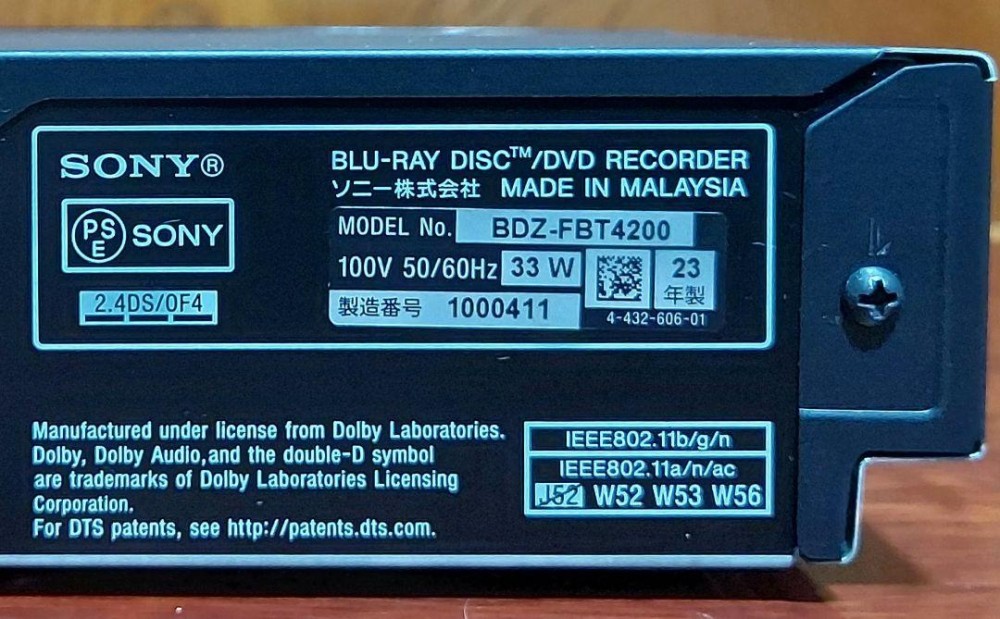 SONY®
PS
E
SONY
2.4DS/OF4
BLU-RAY DISC™/DVD RECORDER
ソニー株式会社 MADE IN MALAYSIA
MODEL No. BDZ-FBT4200
100V 50/60Hz 33 W
23
年製
製造番号 1000411
4-432-606-01
Manufactured under license from Dolby Laboratories.
Dolby, Dolby Audio,and the double-D symbol
are trademarks of Dolby Laboratories Licensing
Corporation.
For DTS patents, see http://patents.dts.com.
IEEE802.11b/g/n
IEEE802.11a/n/ac
J52 W52 W53 W56